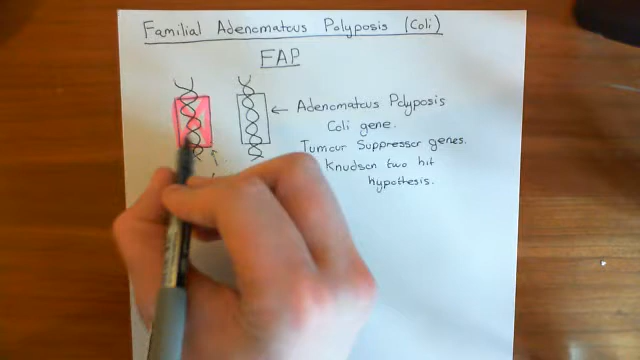 Familial Adenomatous Polyposis (Coli)
FAP
Adenomatous Polyposis
Coli gene.
Tumour Suppressor genes.
Knudson two hit
hypothesis.